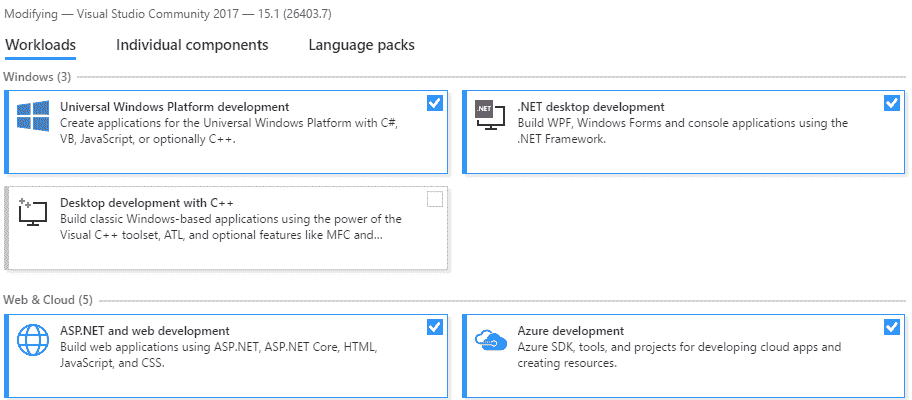 Modifying — Visual Studio Community 2017 — 15.1 (26403.7)
Workloads
Individual components
Language packs
Windows (3)
Universal Windows Platform development
Create applications for the Universal Windows Platform with C#,
VB, JavaScript, or optionally C++.
.NET
.NET desktop development
Build WPF, Windows Forms and console applications using the
.NET Framework.
Desktop development with C++
Build classic Windows-based applications using the power of the
Visual C++ toolset, ATL, and optional features like MFC and...
Web & Cloud (5)
ASP.NET and web development
Build web applications using ASP.NET, ASP.NET Core, HTML,
JavaScript, and CSS.
Azure development
Azure SDK, tools, and projects for developing cloud apps and
creating resources.